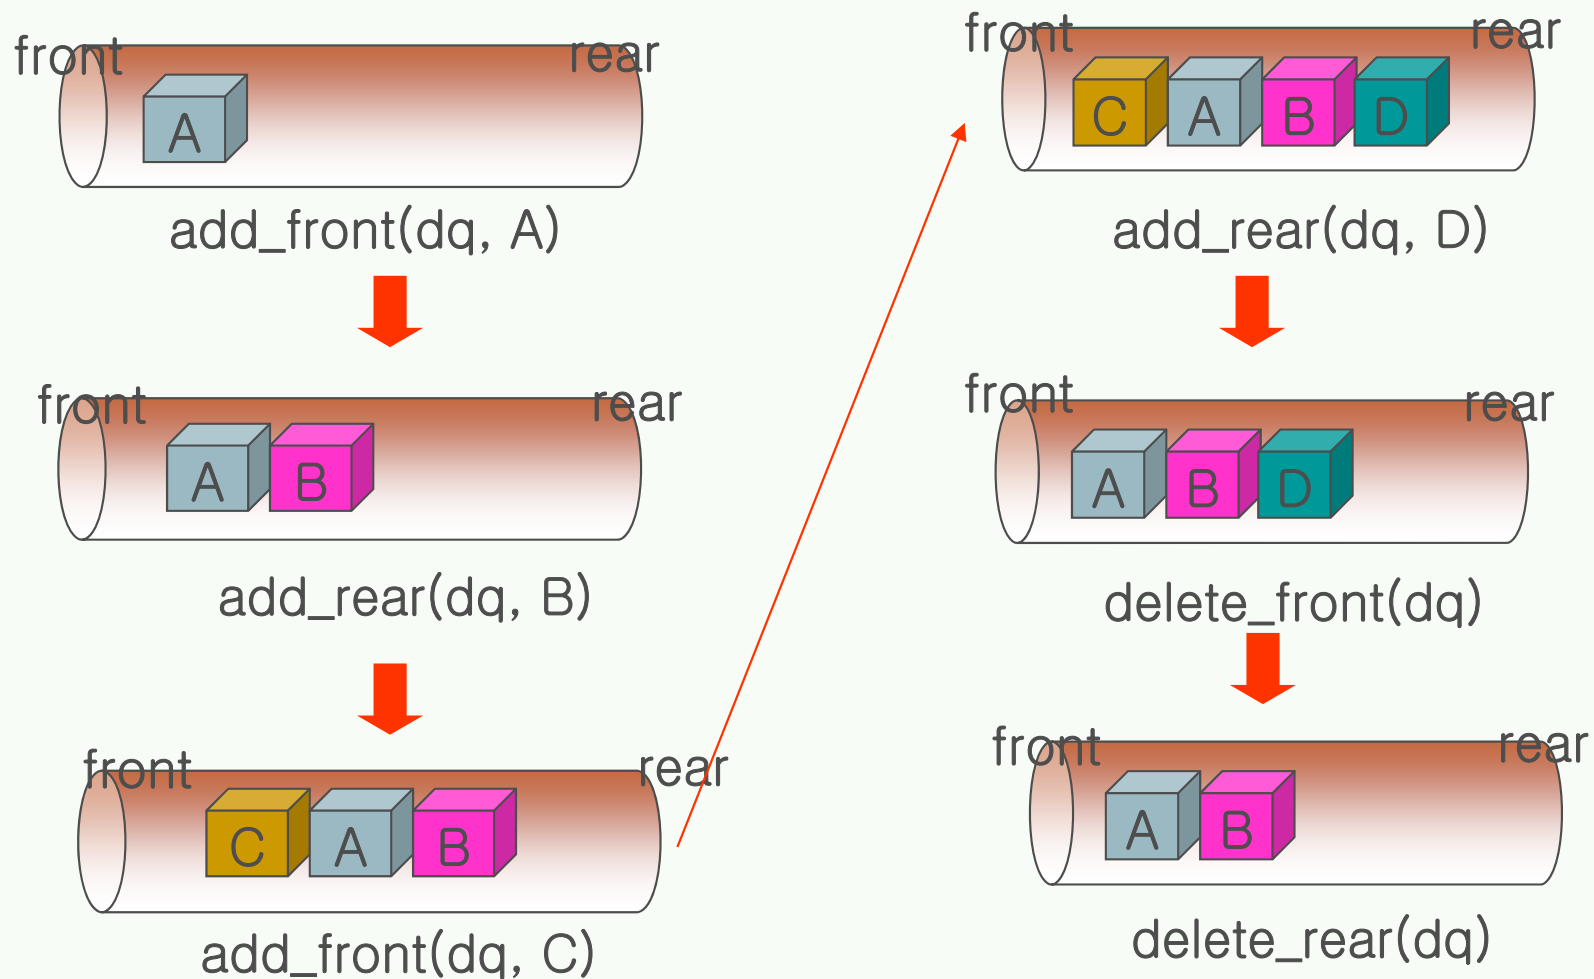 front rear
A
add_front(dq, A)
front rear
A B
add_rear(dq, B)
front rear
C A B
add_front(dq, C)
front rear
C A B D
add_rear(dq, D)
front rear
A B D
delete_front(dq)
front rear
A B
delete_rear(dq)